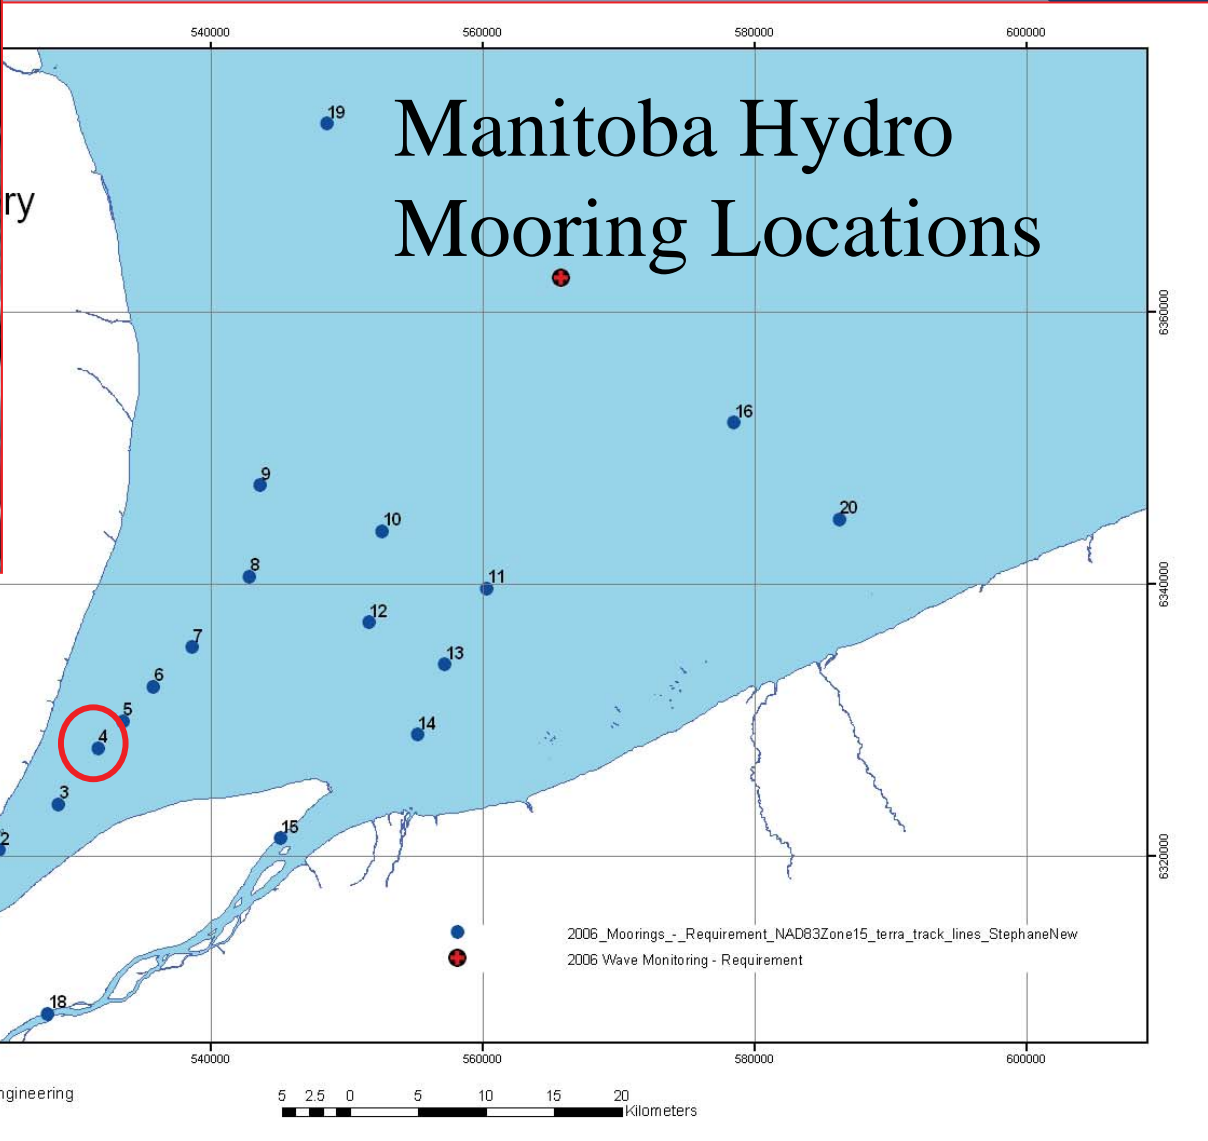 540000 560000 580000 600000
19
Manitoba Hydro
Mooring Locations
ry
6360000
16
9
20
10
8
11
6340000
12
7
13
6
5
14
4
3
15
2
6320000
2006_Moorings_-_Requirement_NAD83Zone15_terra_track_lines_StephaneNew
2006 Wave Monitoring - Requirement
18
540000 560000 580000 600000
ngineering
5 2.5 0 5 10 15 20
Kilometers